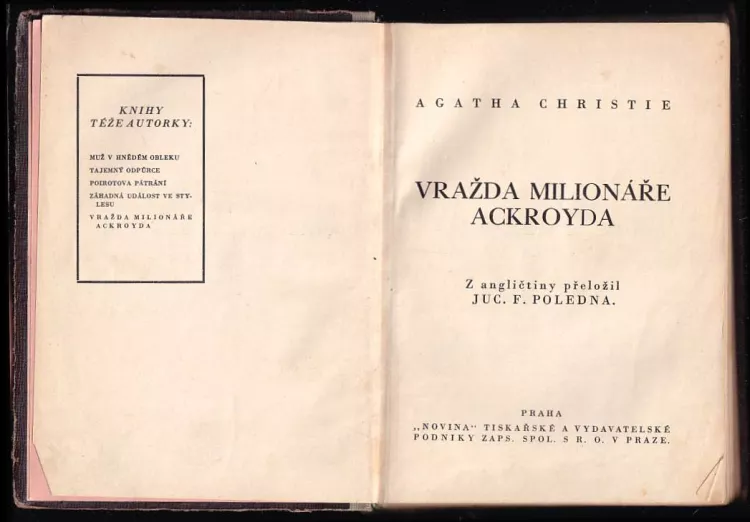 KNIHY
TÉŽE AUTORKY:
MUŽ V HNĚDÉM OBLEKU
TAJEMNÝ ODPŮRCE
POIROTOVA PÁTRÁNÍ
ZÁHADNÁ UDÁLOST VE STY-
LESU
VRAŽDA MILIONÁŘE
ACKROYDA
AGATHA CHRISTIE
VRAŽDA MILIONÁŘE
ACKROYDA
Z angličtiny přeložil
JUC. F. POLEDNA.
PRAHA
„NOVINA“ TISKAŘSKÉ A VYDAVATELSKÉ
PODNIKY ZAPS. SPOL. S R. O. V PRAZE.